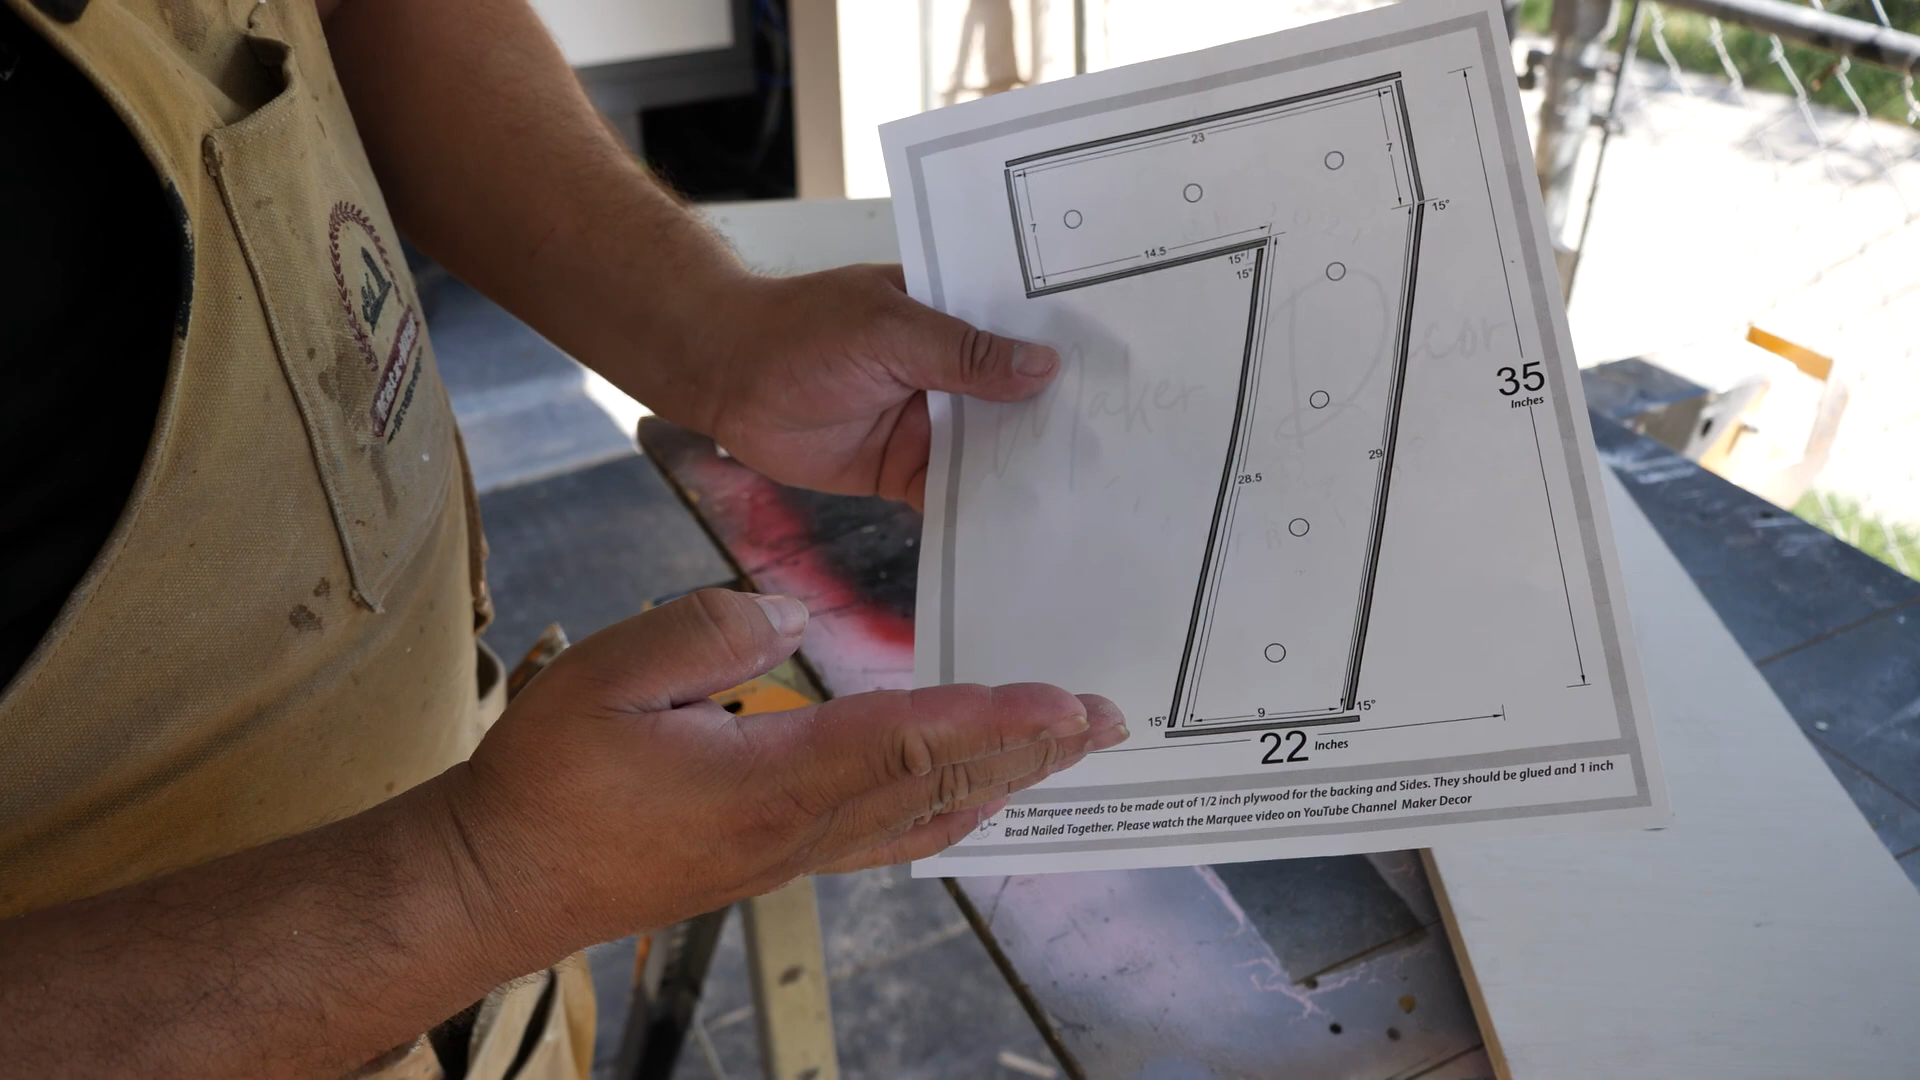 23
7
15°
7
14.5
15°
15°
35
Inches
29
28.5
9
15°
15°
22 Inches
This Marquee needs to be made out of 1/2 inch plywood for the backing and Sides. They should be glued and 1 inch
Brad Nailed Together. Please watch the Marquee video on YouTube Channel Maker Decor
Maker Decor